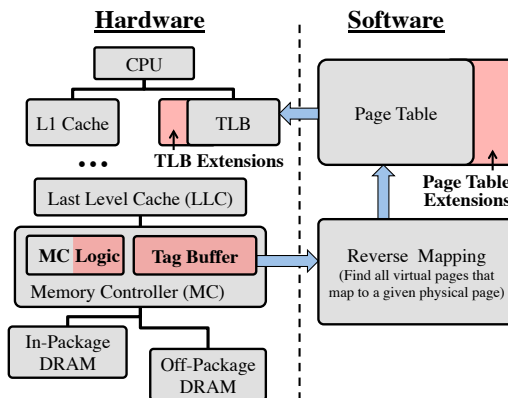 Hardware
Software
CPU
L1 Cache
TLB
TLB Extensions
Page Table
Page Table
Extensions
Last Level Cache (LLC)
MC Logic
Tag Buffer
Memory Controller (MC)
Reverse Mapping
(Find all virtual pages that
map to a given physical page)
In-Package
DRAM
Off-Package
DRAM